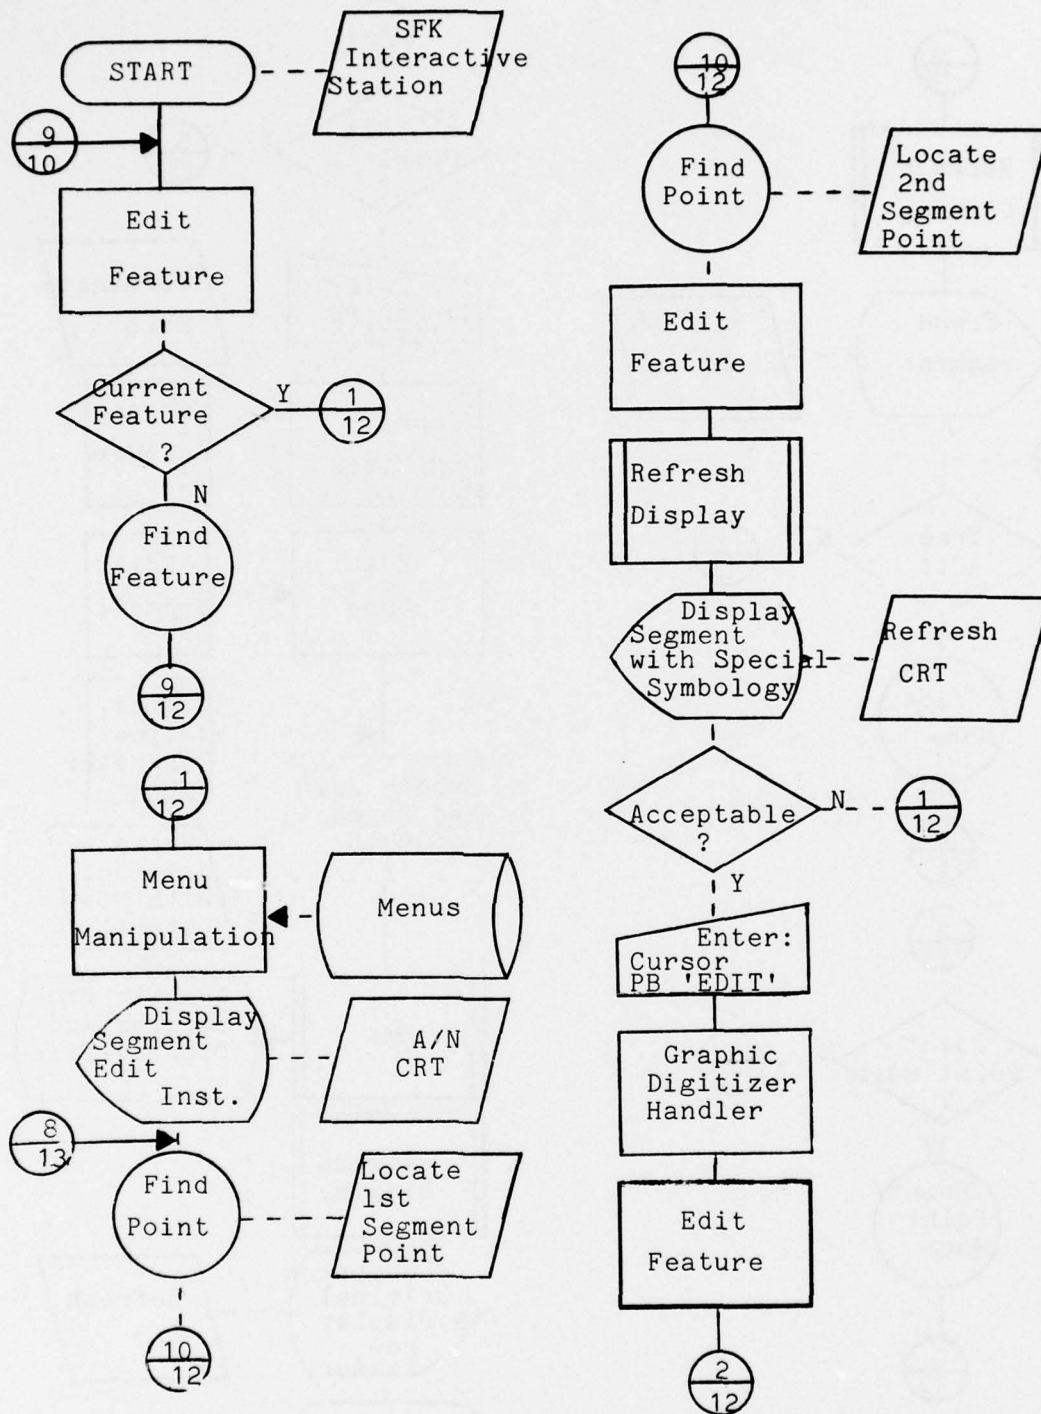 START
SFK
Interactive
Station
9
10
Edit
Feature
Current
Feature
?
Y
1
12
N
Find
Feature
9
12
1
12
Menu
Manipulation
Menus
Display
Segment
Edit
Inst.
A/N
CRT
8
13
Find
Point
Locate
1st
Segment
Point
10
12
10
12
Find
Point
Locate
2nd
Segment
Point
Edit
Feature
Refresh
Display
Display
Segment
with Special
Symbology
Refresh
CRT
Acceptable
?
N
1
12
Y
Enter:
Cursor
PB 'EDIT'
Graphic
Digitizer
Handler
Edit
Feature
2
12